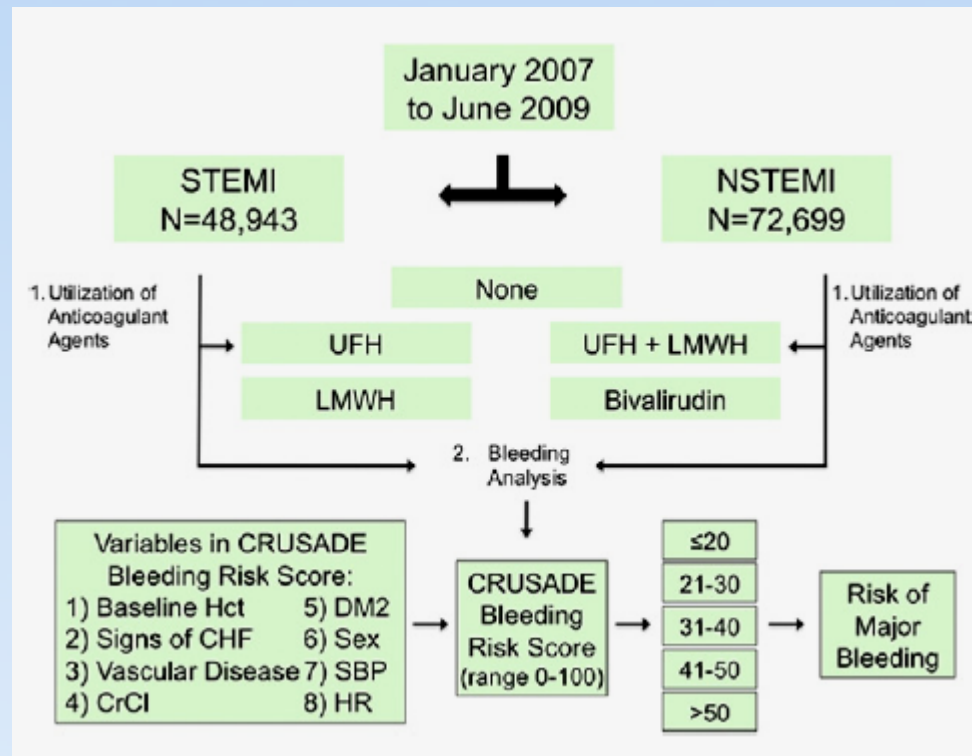 January 2007
to June 2009
STEMI
N=48,943
NSTEMI
N=72,699
1. Utilization of
Anticoagulant
Agents
None
1. Utilization of
Anticoagulant
Agents
UFH
UFH + LMWH
LMWH
Bivalirudin
2. Bleeding
Analysis
Variables in CRUSADE
Bleeding Risk Score:
1) Baseline Hct
2) Signs of CHF
3) Vascular Disease
4) CrCl
5) DM2
6) Sex
7) SBP
8) HR
CRUSADE
Bleeding
Risk Score
(range 0-100)
≤20
21-30
31-40
41-50
>50
Risk of
Major
Bleeding